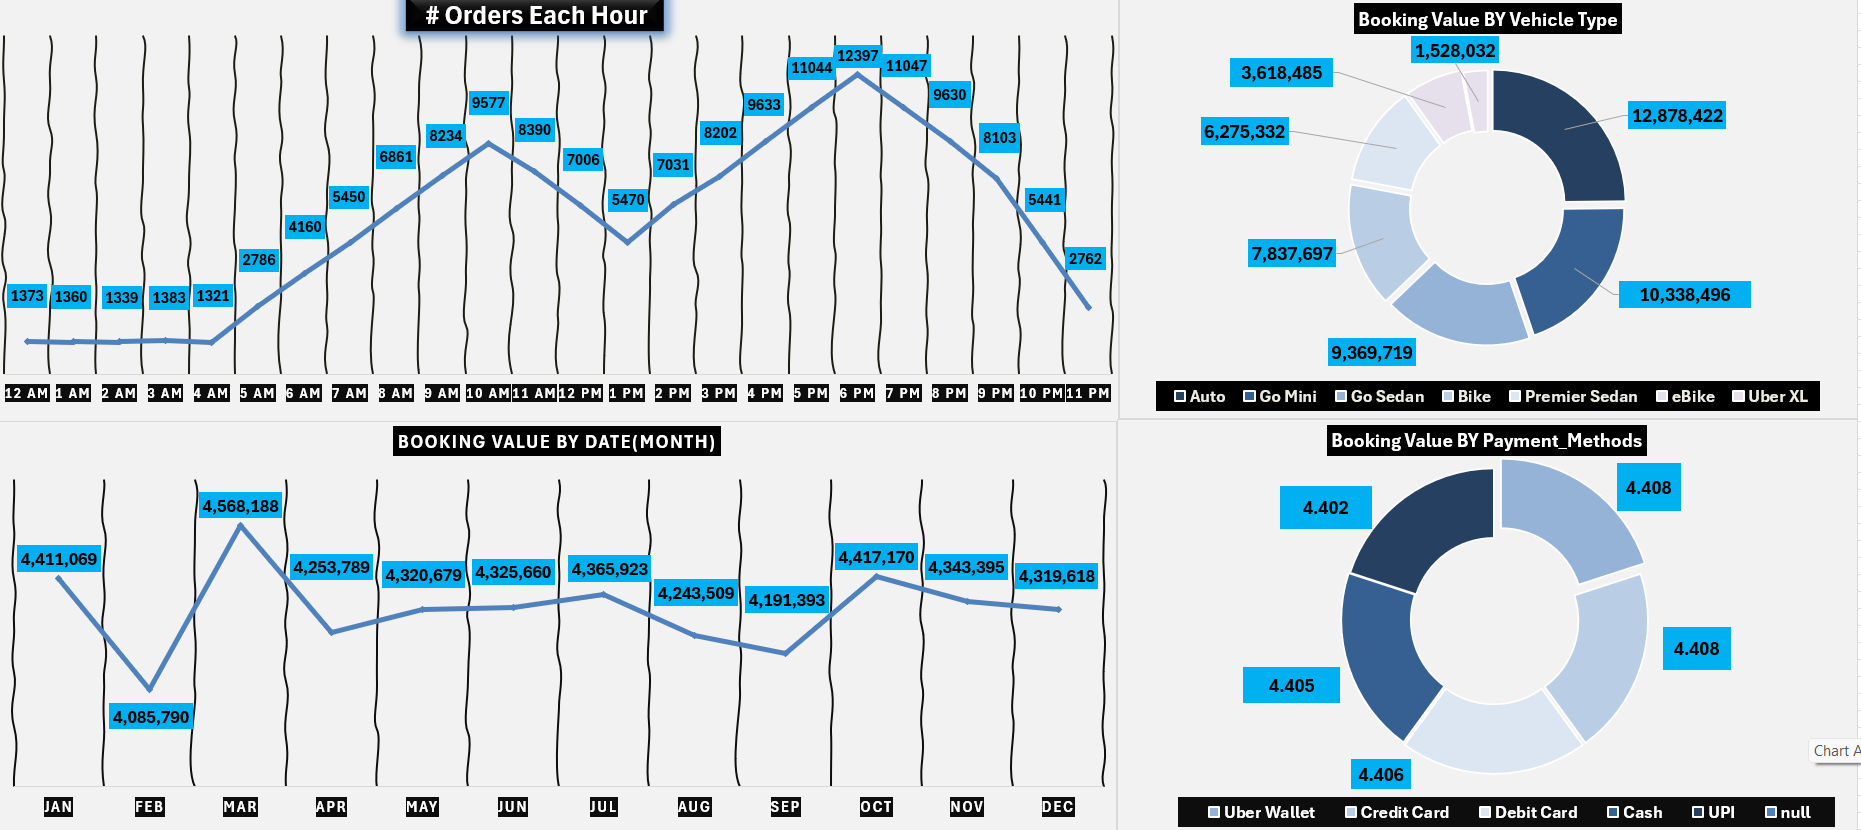 # Orders Each Hour
1373 1360 1339 1383 1321 2786 4160 5450 6861 8234 9577 8390 7006 5470 7031 8202 9633 11044 12397 11047 9630 8103 5441 2762
12 AM 1 AM 2 AM 3 AM 4 AM 5 AM 6 AM 7 AM 8 AM 9 AM 10 AM 11 AM 12 PM 1 PM 2 PM 3 PM 4 PM 5 PM 6 PM 7 PM 8 PM 9 PM 10 PM 11 PM
Booking Value BY Vehicle Type
1,528,032
3,618,485
12,878,422
6,275,332
7,837,697
10,338,496
9,369,719
Auto Go Mini Go Sedan Bike Premier Sedan eBike Uber XL
BOOKING VALUE BY DATE(MONTH)
4,411,069 4,085,790 4,568,188 4,253,789 4,320,679 4,325,660 4,365,923 4,243,509 4,191,393 4,417,170 4,343,395 4,319,618
JAN FEB MAR APR MAY JUN JUL AUG SEP OCT NOV DEC
Booking Value BY Payment_Methods
4.408
4.402
4.408
4.405
4.406
Chart A
Uber Wallet Credit Card Debit Card Cash UPI null